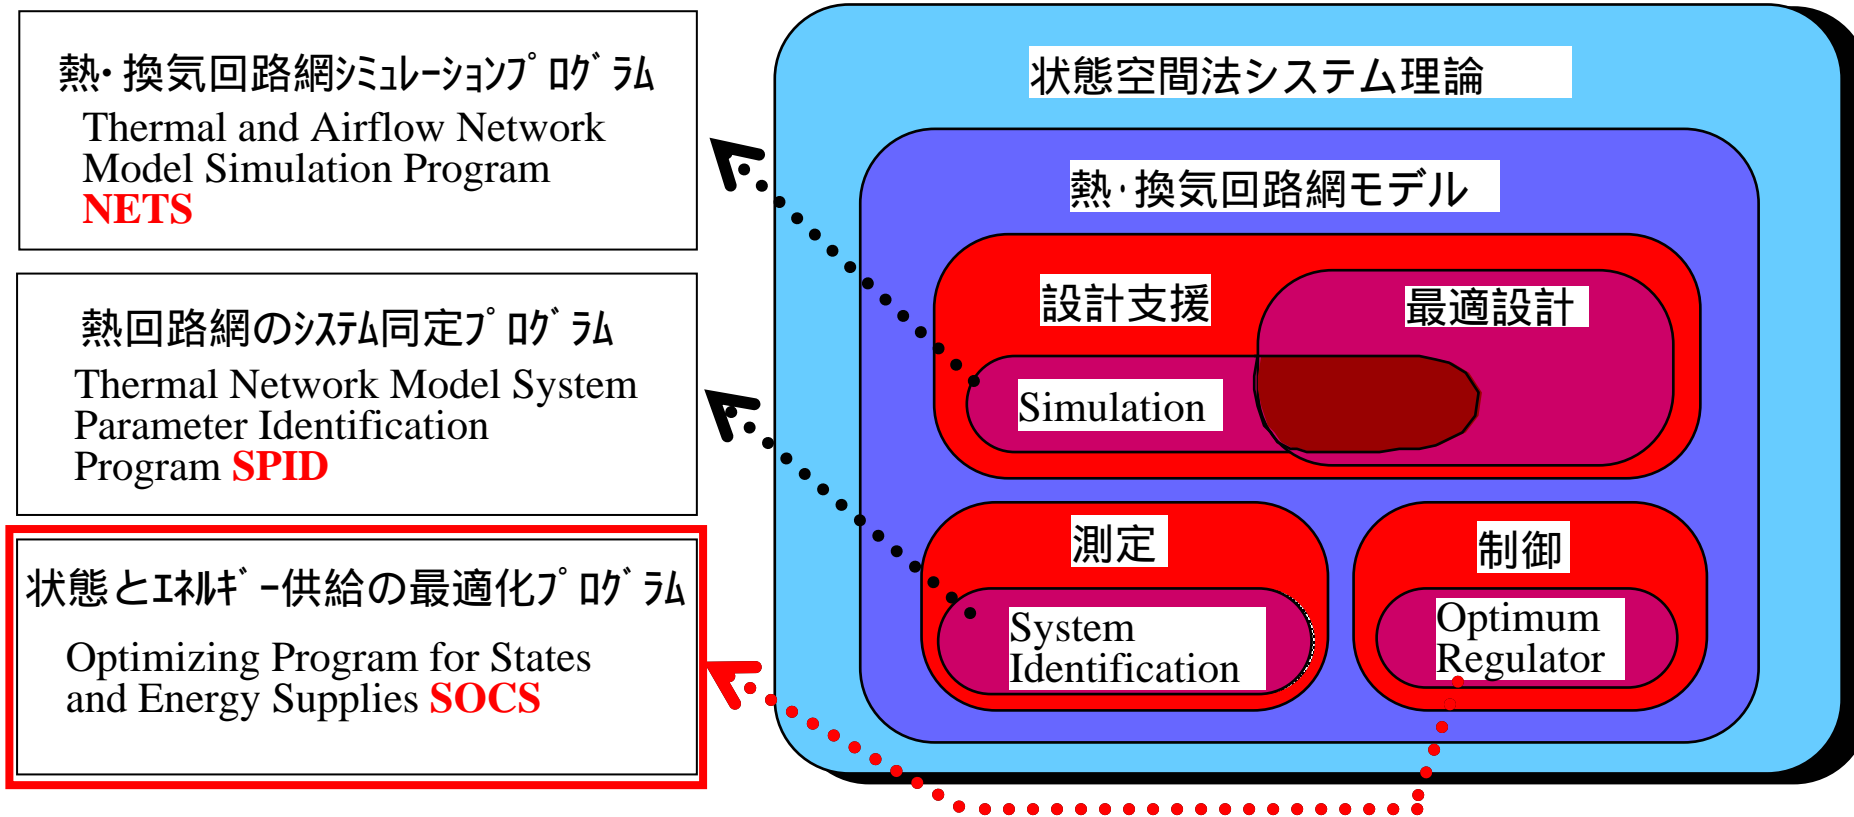 熱･換気回路網ｼﾐｭﾚｰｼｮﾝﾌﾟﾛｸﾞﾗﾑ
Thermal and Airflow Network
Model Simulation Program
NETS
熱回路網のｼｽﾃﾑ同定ﾌﾟﾛｸﾞﾗﾑ
Thermal Network Model System
Parameter Identification
Program SPID
状態とｴﾈﾙｷﾞｰ供給の最適化ﾌﾟﾛｸﾞﾗﾑ
Optimizing Program for States
and Energy Supplies SOCS
状態空間法システム理論
熱･換気回路網モデル
設計支援
最適設計
Simulation
測定
System
Identification
制御
Optimum
Regulator